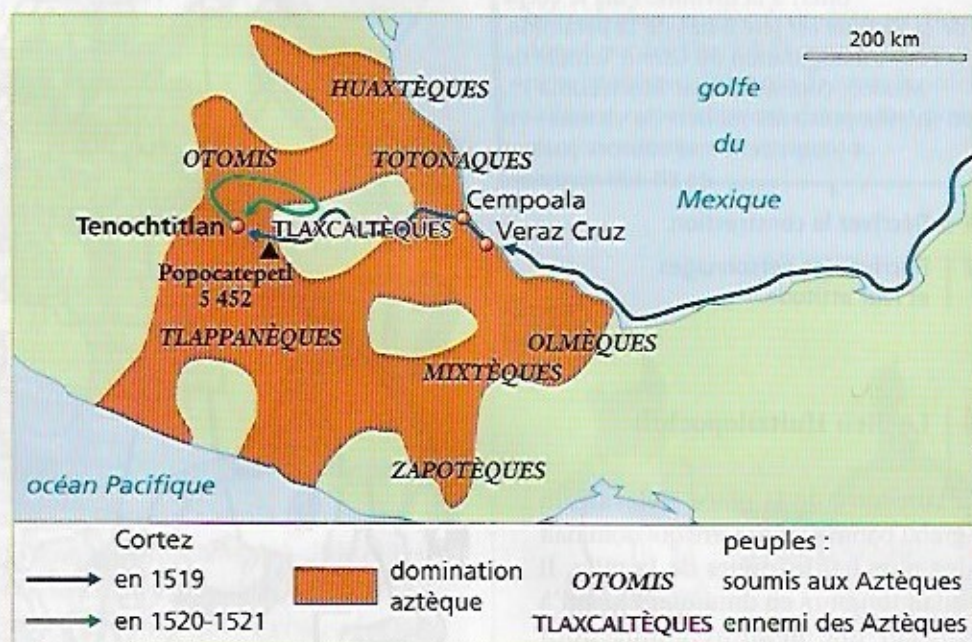 200 km
HUAXTÈQUES
golfe
du
Mexique
OTOMIS
TOTONAQUES
Cempoala
Tenochtitlan
TLAXCALTÈQUES
Veraz Cruz
Popocatepetl
5 452
TLAPPANÈQUES
OLMÈQUES
MIXTÈQUES
ZAPOTÈQUES
océan Pacifique
Cortez
en 1519
en 1520-1521
domination
aztèque
peuples :
OTOMIS soumis aux Aztèques
TLAXCALTÈQUES ennemi des Aztèques